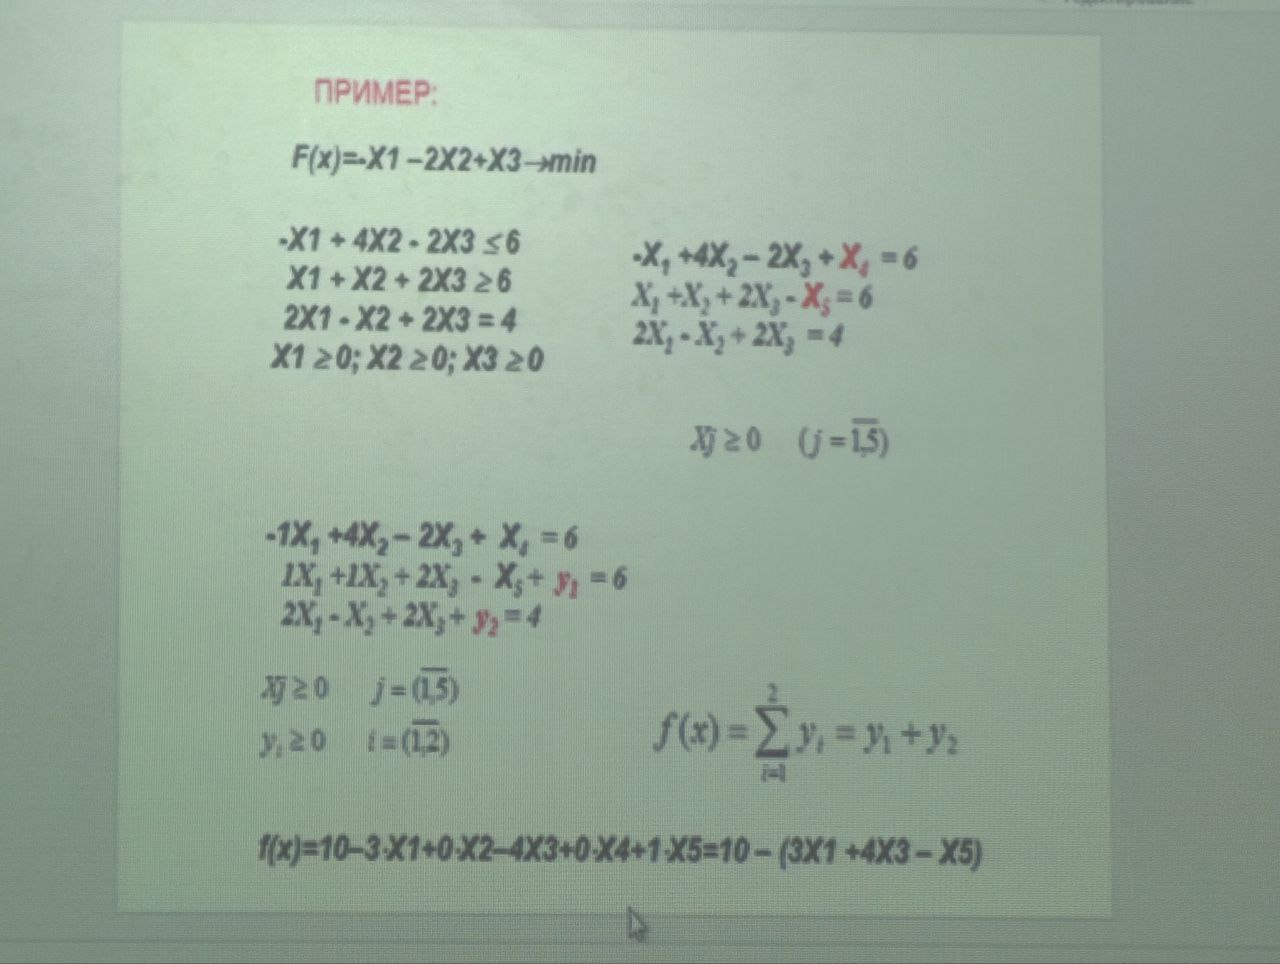 ПРИМЕР:
F(x)=-X1 –2X2+X3→min
-X1 + 4X2 - 2X3 ≤ 6
X1 + X2 + 2X3 ≥ 6
2X1 - X2 + 2X3 = 4
X1 ≥ 0; X2 ≥ 0; X3 ≥ 0
-X₁ +4X₂ – 2X₃ + X₄ = 6
X₁ +X₂ + 2X₃ - X₅ = 6
2X₁ - X₂ + 2X₃ = 4
Xj ≥ 0 (j = 1,5)
-1X₁ +4X₂ – 2X₃ + X₄ = 6
1X₁ +1X₂ + 2X₃ - X₅ + y₁ = 6
2X₁ - X₂ + 2X₃ + y₂ = 4
Xj ≥ 0 j = (1,5)
yᵢ ≥ 0 i = (1,2)
f(x) = ∑ᵢ₌₁² yᵢ = y₁ + y₂
f(x)=10–3·X1+0·X2–4X3+0·X4+1·X5=10 – (3X1 +4X3 – X5)